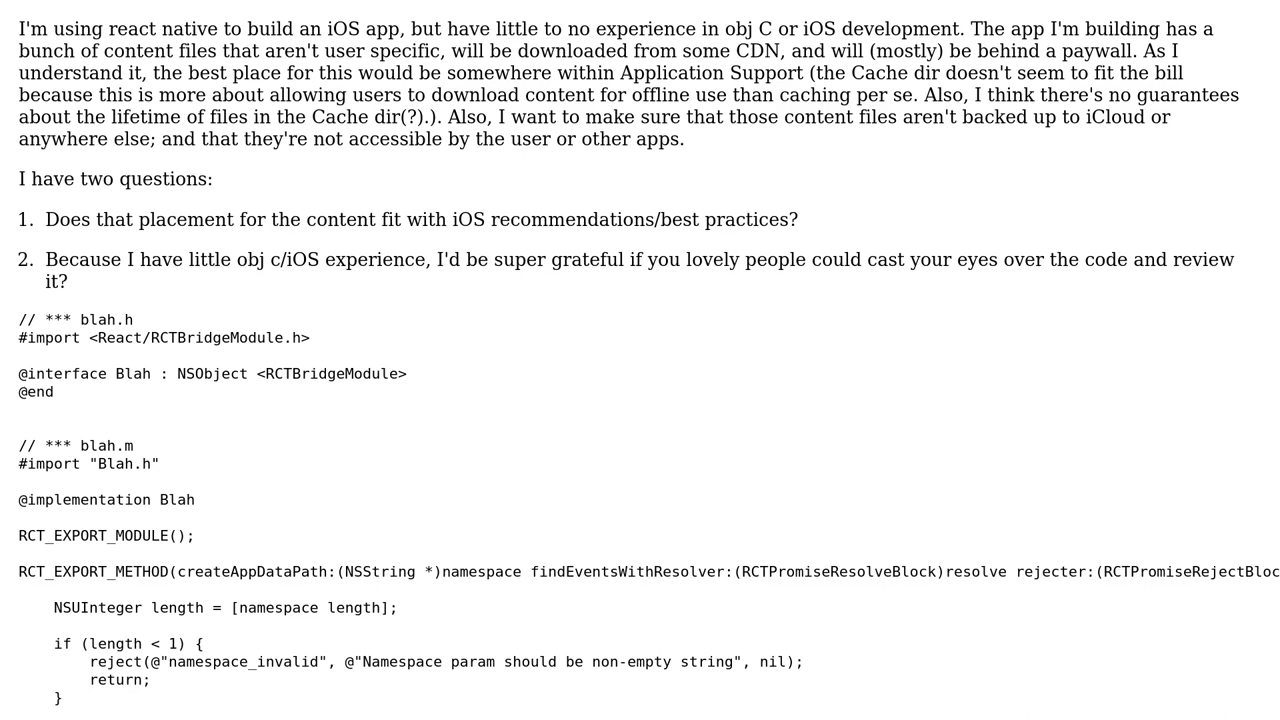 I'm using react native to build an iOS app, but have little to no experience in obj C or iOS development. The app I'm building has a
bunch of content files that aren't user specific, will be downloaded from some CDN, and will (mostly) be behind a paywall. As I
understand it, the best place for this would be somewhere within Application Support (the Cache dir doesn't seem to fit the bill
because this is more about allowing users to download content for offline use than caching per se. Also, I think there's no guarantees
about the lifetime of files in the Cache dir(?).). Also, I want to make sure that those content files aren't backed up to iCloud or
anywhere else; and that they're not accessible by the user or other apps.
I have two questions:
1. Does that placement for the content fit with iOS recommendations/best practices?
2. Because I have little obj c/iOS experience, I'd be super grateful if you lovely people could cast your eyes over the code and review
it?
// *** blah.h
#import <React/RCTBridgeModule.h>
@interface Blah : NSObject <RCTBridgeModule>
@end
// *** blah.m
#import "Blah.h"
@implementation Blah
RCT_EXPORT_MODULE();
RCT_EXPORT_METHOD(createAppDataPath:(NSString *)namespace findEventsWithResolver:(RCTPromiseResolveBlock)resolve rejecter:(RCTPromiseRejectBloc
NSUInteger length = [namespace length];
if (length < 1) {
reject(@"namespace_invalid", @"Namespace param should be non-empty string", nil);
return;
}